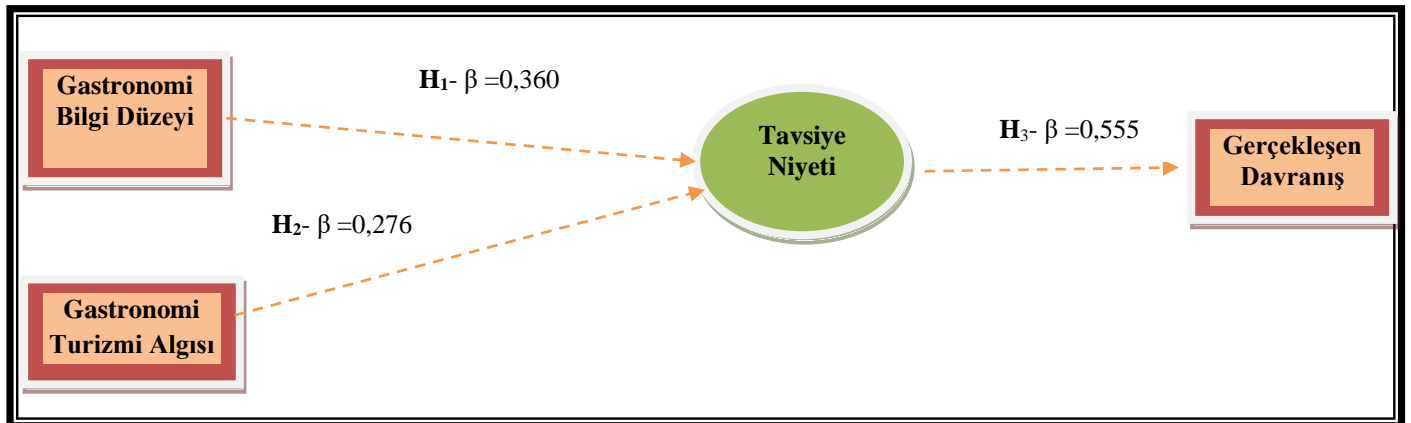 Gastronomi
Bilgi Düzeyi
H₁- β =0,360
Tavsiye
Niyeti
H₃- β =0,555
Gerçekleşen
Davranış
H₂- β =0,276
Gastronomi
Turizmi Algısı